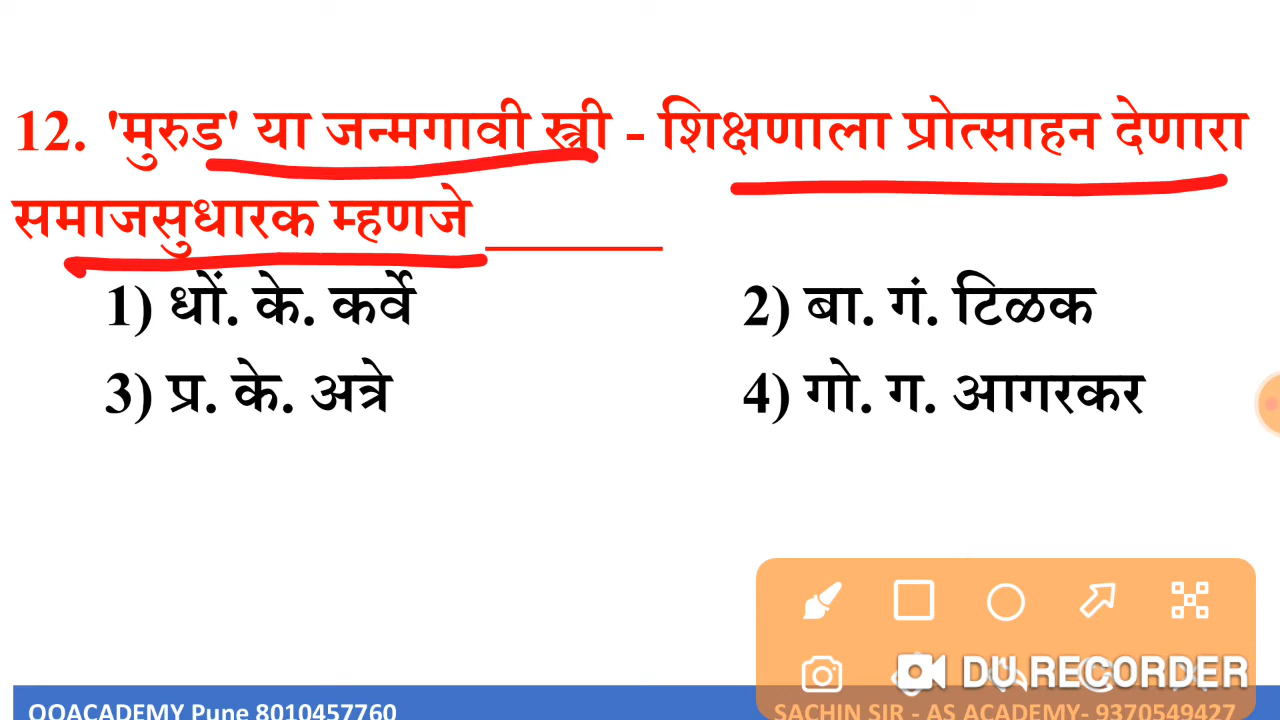 12. 'मुरुड' या जन्मगावी स्त्री - शिक्षणाला प्रोत्साहन देणारा
समाजसुधारक म्हणजे ______
1) धों. के. कर्वे 2) बा. गं. टिळक
3) प्र. के. अत्रे 4) गो. ग. आगरकर
DU RECORDER
OOACADEMY Pune 8010457760 SACHIN SIR - AS ACADEMY- 9370549427